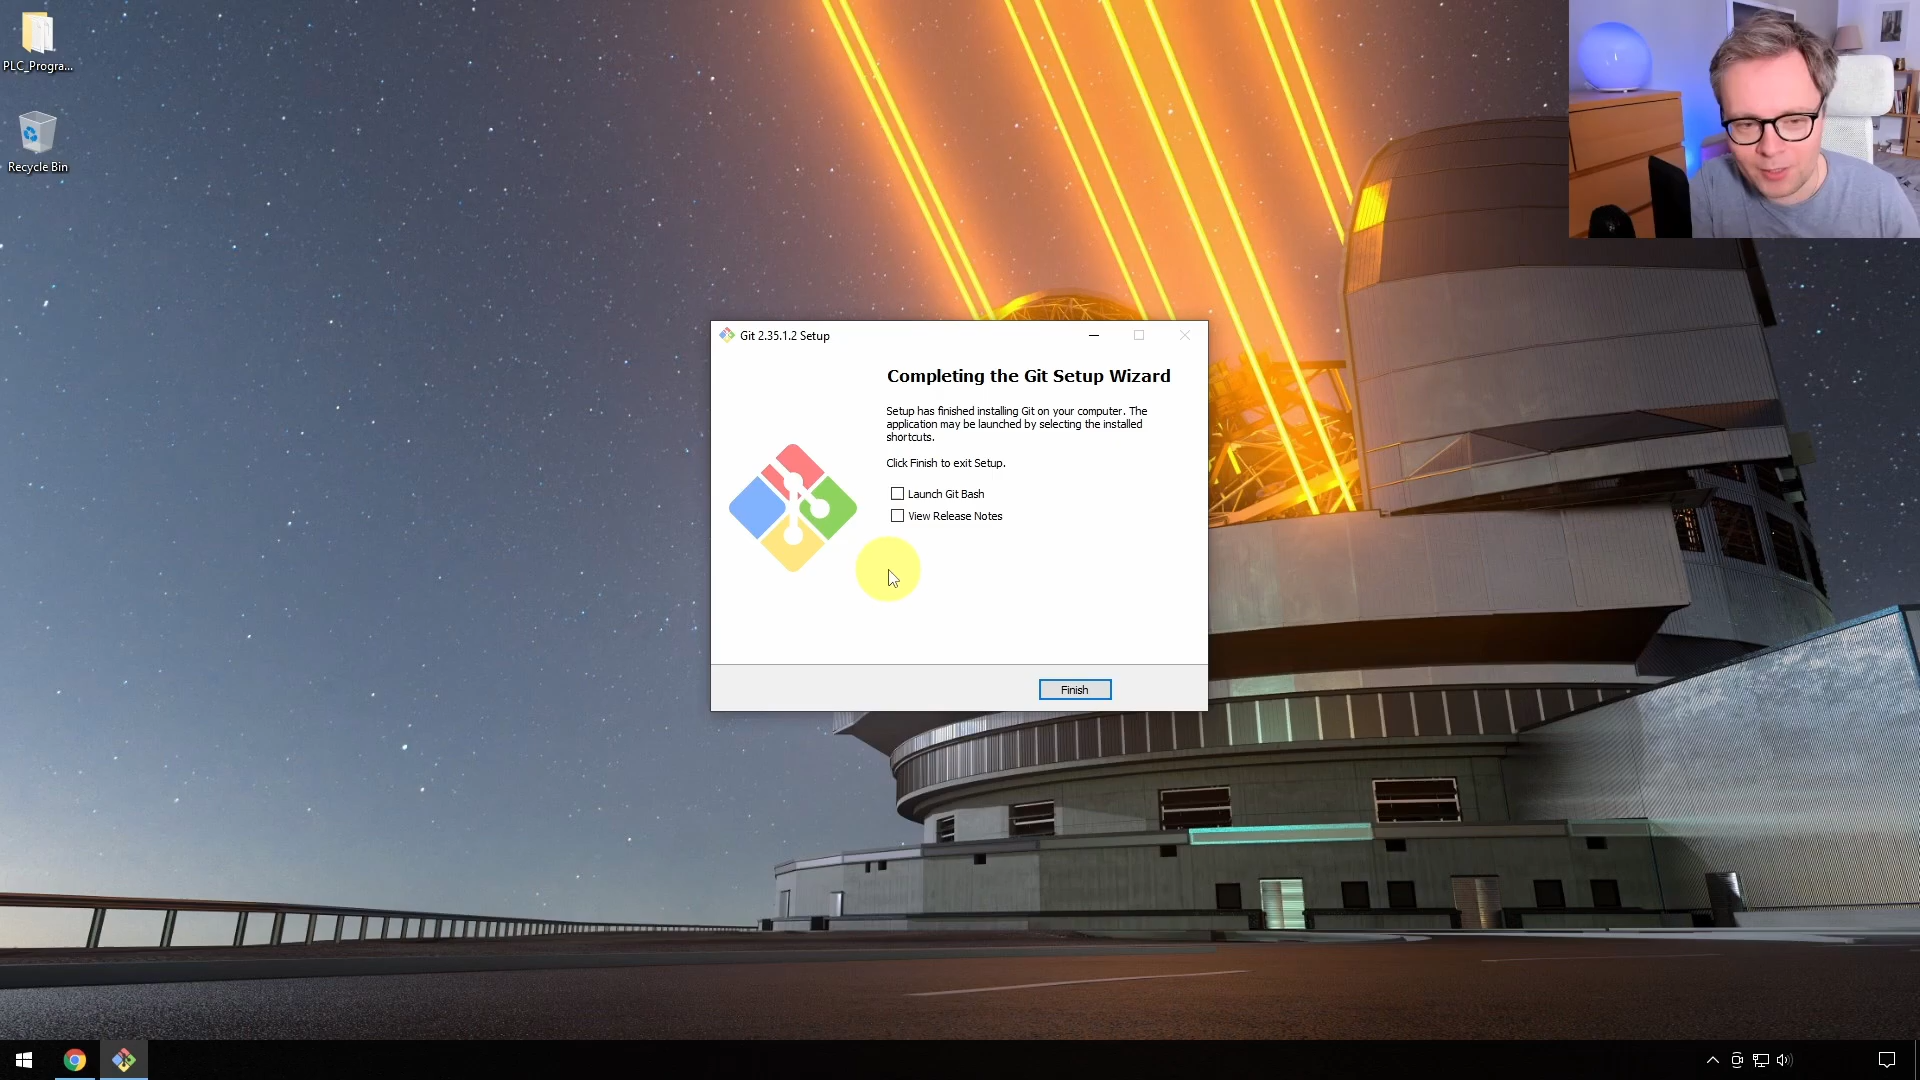 PLC_Progra...
Recycle Bin
Git 2.35.1.2 Setup
Completing the Git Setup Wizard
Setup has finished installing Git on your computer. The
application may be launched by selecting the installed
shortcuts.
Click Finish to exit Setup.
Launch Git Bash
View Release Notes
Finish